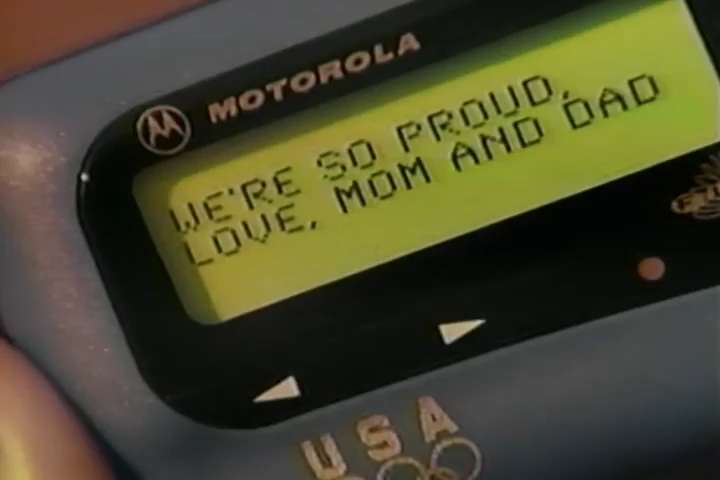 MOTOROLA
WE'RE SO PROUD,
LOVE, MOM AND DAD
USA